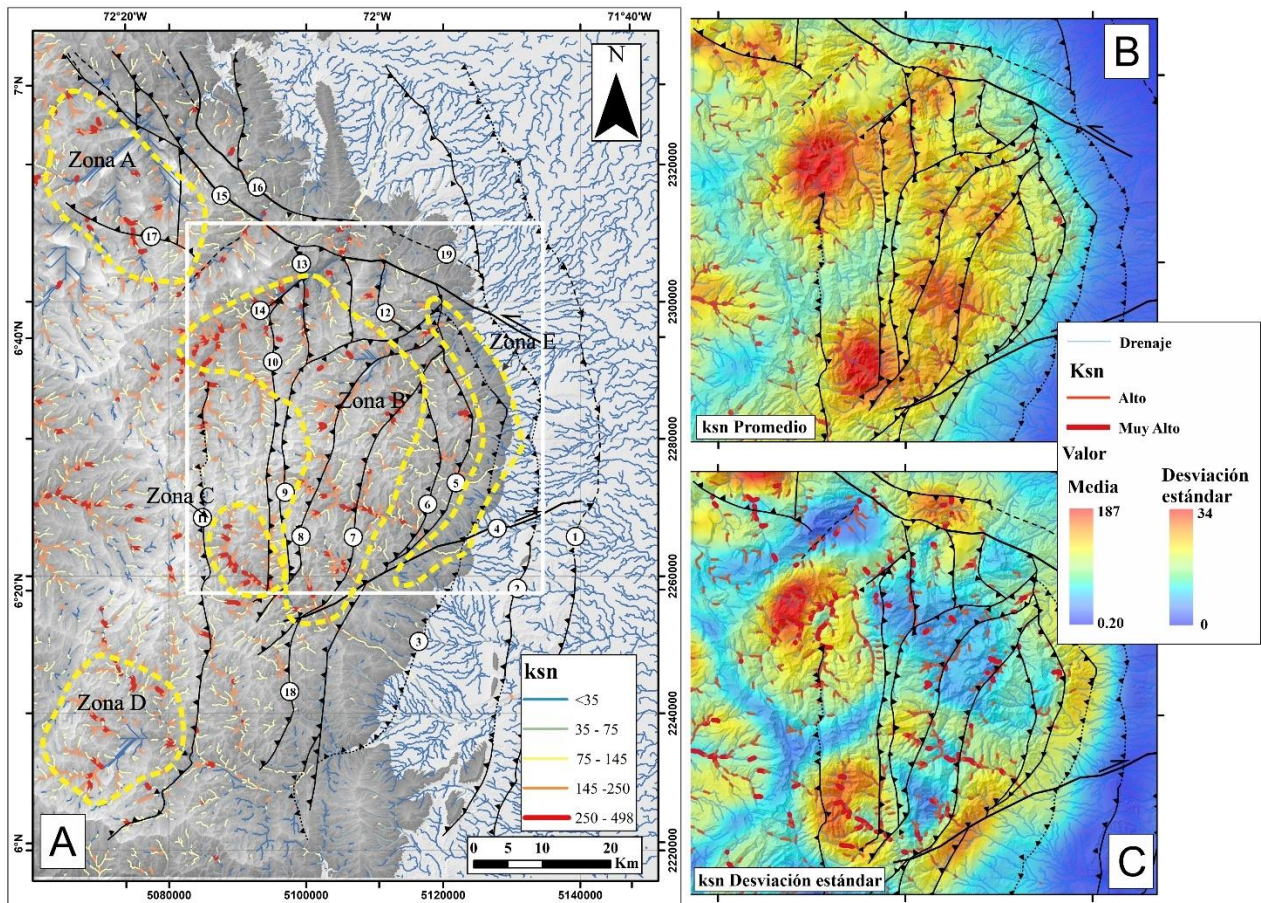 72°20'W
72°W
71°40'W
7°N
6°40'N
6°20'N
6°N
2320000
2300000
2280000
2260000
2240000
2220000
5080000
5100000
5120000
5140000
N
Zona A
Zona B
Zona C
Zona D
Zona E
16
15
17
19
13
14
12
10
11
9
8
7
6
5
4
1
2
3
18
ksn
<35
35 - 75
75 - 145
145 -250
250 - 498
0 5 10 20
Km
A
B
ksn Promedio
Drenaje
Ksn
Alto
Muy Alto
Valor
Media
187
0.20
Desviación
estándar
34
0
C
ksn Desviación estándar